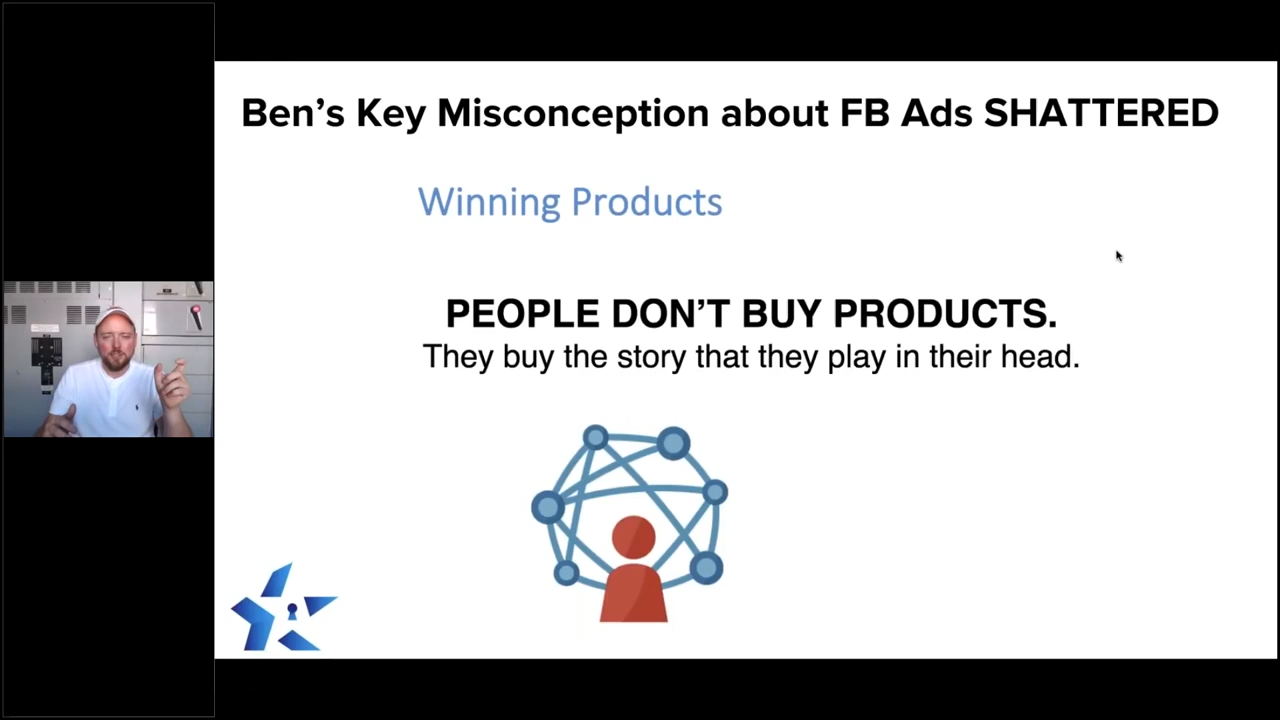 Ben’s Key Misconception about FB Ads SHATTERED
Winning Products
PEOPLE DON’T BUY PRODUCTS.
They buy the story that they play in their head.